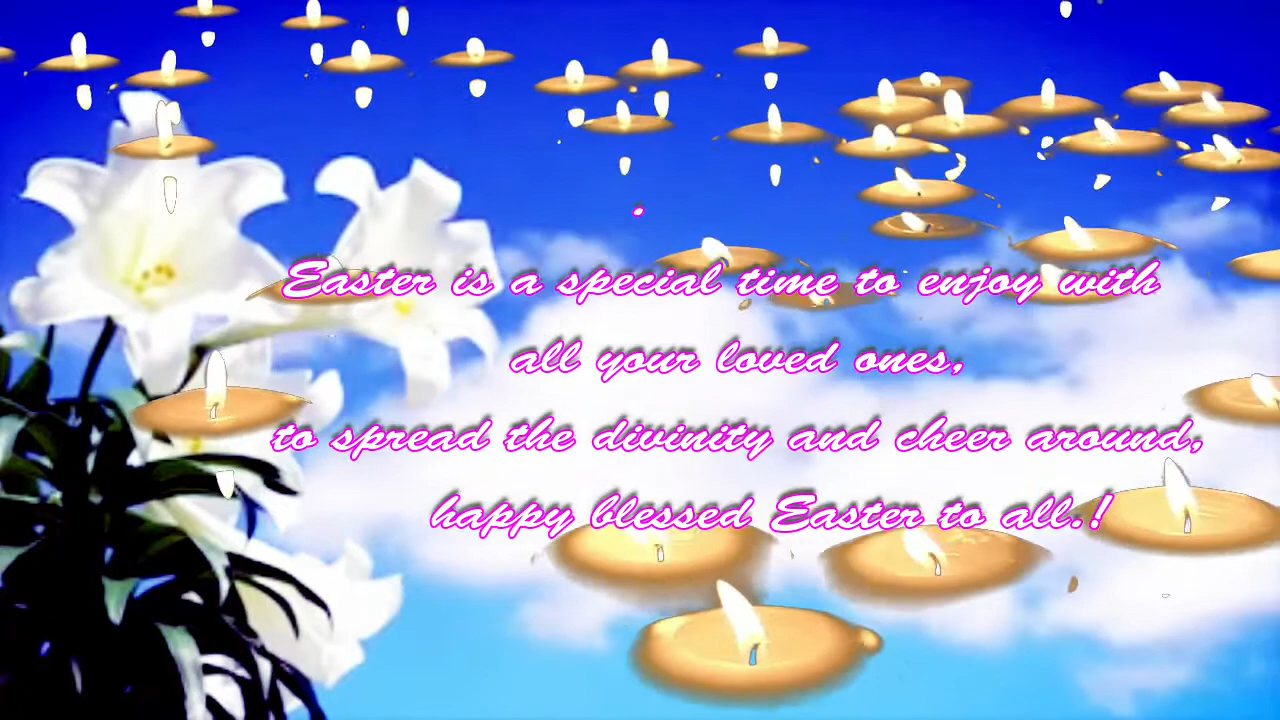 Easter is a special time to enjoy with
all your loved ones,
to spread the divinity and cheer around,
happy blessed Easter to all.!